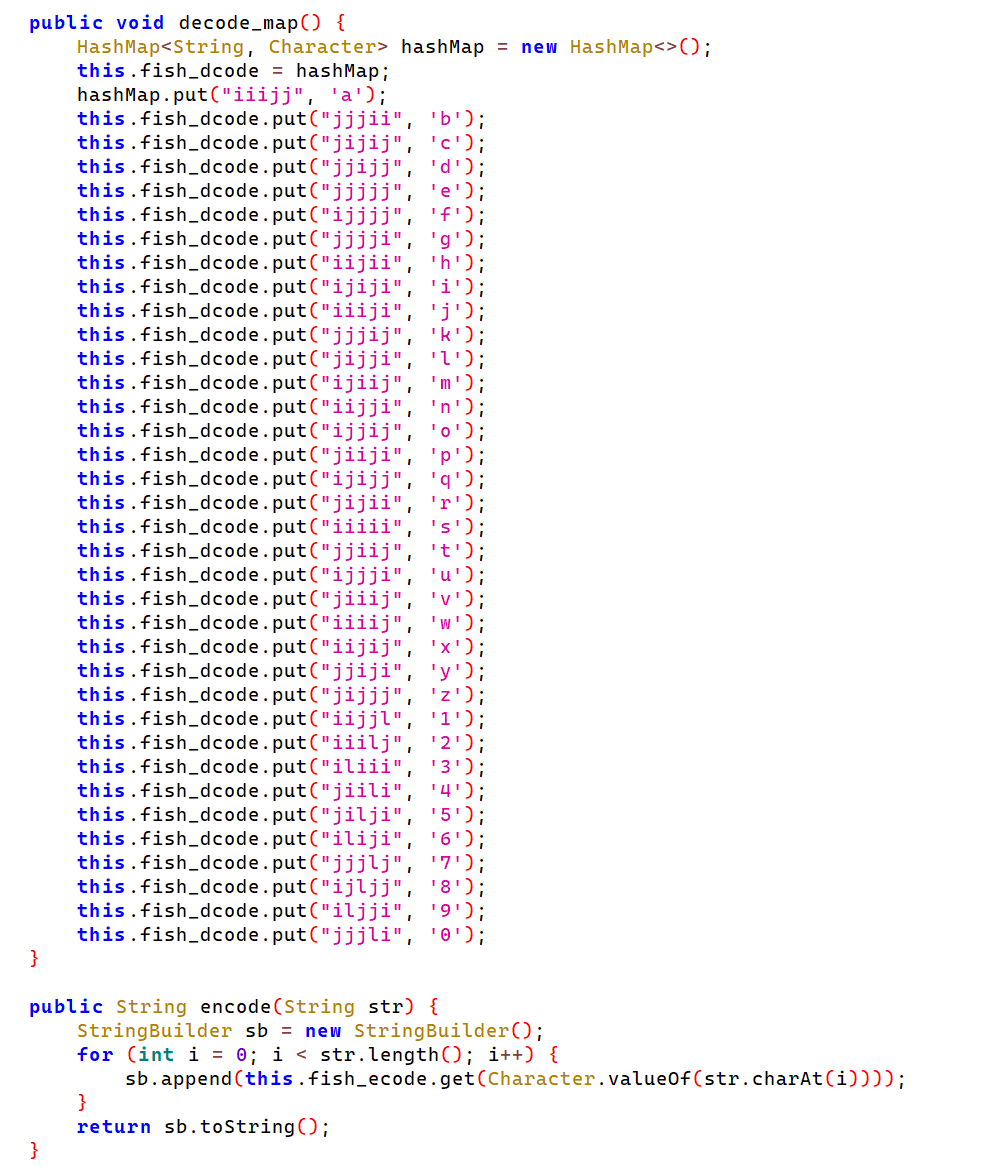 public void decode_map() {
    HashMap<String, Character> hashMap = new HashMap<>();
    this.fish_dcode = hashMap;
    hashMap.put("iiijj", 'a');
    this.fish_dcode.put("jjjii", 'b');
    this.fish_dcode.put("jijij", 'c');
    this.fish_dcode.put("jjijj", 'd');
    this.fish_dcode.put("jjjjj", 'e');
    this.fish_dcode.put("ijjjj", 'f');
    this.fish_dcode.put("jjjji", 'g');
    this.fish_dcode.put("iijii", 'h');
    this.fish_dcode.put("ijiji", 'i');
    this.fish_dcode.put("iiiji", 'j');
    this.fish_dcode.put("jjjij", 'k');
    this.fish_dcode.put("jijji", 'l');
    this.fish_dcode.put("ijiij", 'm');
    this.fish_dcode.put("iijji", 'n');
    this.fish_dcode.put("ijjij", 'o');
    this.fish_dcode.put("jiiji", 'p');
    this.fish_dcode.put("ijijj", 'q');
    this.fish_dcode.put("jijii", 'r');
    this.fish_dcode.put("iiiii", 's');
    this.fish_dcode.put("jjiij", 't');
    this.fish_dcode.put("ijjji", 'u');
    this.fish_dcode.put("jiiij", 'v');
    this.fish_dcode.put("iiiij", 'w');
    this.fish_dcode.put("iijij", 'x');
    this.fish_dcode.put("jjiji", 'y');
    this.fish_dcode.put("jijjj", 'z');
    this.fish_dcode.put("iijjl", '1');
    this.fish_dcode.put("iiilj", '2');
    this.fish_dcode.put("iliii", '3');
    this.fish_dcode.put("jiili", '4');
    this.fish_dcode.put("jilji", '5');
    this.fish_dcode.put("iliji", '6');
    this.fish_dcode.put("jjjlj", '7');
    this.fish_dcode.put("ijljj", '8');
    this.fish_dcode.put("iljji", '9');
    this.fish_dcode.put("jjjli", '0');
}
public String encode(String str) {
    StringBuilder sb = new StringBuilder();
    for (int i = 0; i < str.length(); i++) {
        sb.append(this.fish_ecode.get(Character.valueOf(str.charAt(i))));
    }
    return sb.toString();
}